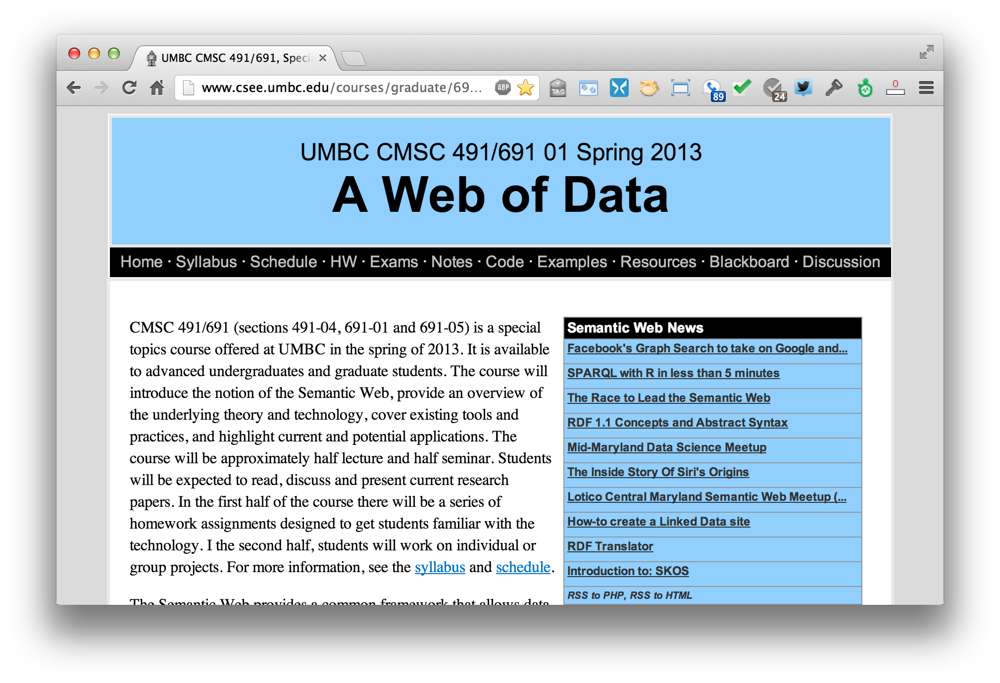 UMBC CMSC 491/691, Speci
www.csee.umbc.edu/courses/graduate/69...
ABP
TAG
89
24
0
UMBC CMSC 491/691 01 Spring 2013
A Web of Data
Home · Syllabus · Schedule · HW · Exams · Notes · Code · Examples · Resources · Blackboard · Discussion
CMSC 491/691 (sections 491-04, 691-01 and 691-05) is a special
topics course offered at UMBC in the spring of 2013. It is available
to advanced undergraduates and graduate students. The course will
introduce the notion of the Semantic Web, provide an overview of
the underlying theory and technology, cover existing tools and
practices, and highlight current and potential applications. The
course will be approximately half lecture and half seminar. Students
will be expected to read, discuss and present current research
papers. In the first half of the course there will be a series of
homework assignments designed to get students familiar with the
technology. I the second half, students will work on individual or
group projects. For more information, see the syllabus and schedule.
The Semantic Web provides a common framework that allows data
Semantic Web News
Facebook's Graph Search to take on Google and...
SPARQL with R in less than 5 minutes
The Race to Lead the Semantic Web
RDF 1.1 Concepts and Abstract Syntax
Mid-Maryland Data Science Meetup
The Inside Story Of Siri's Origins
Lotico Central Maryland Semantic Web Meetup (...
How-to create a Linked Data site
RDF Translator
Introduction to: SKOS
RSS to PHP, RSS to HTML